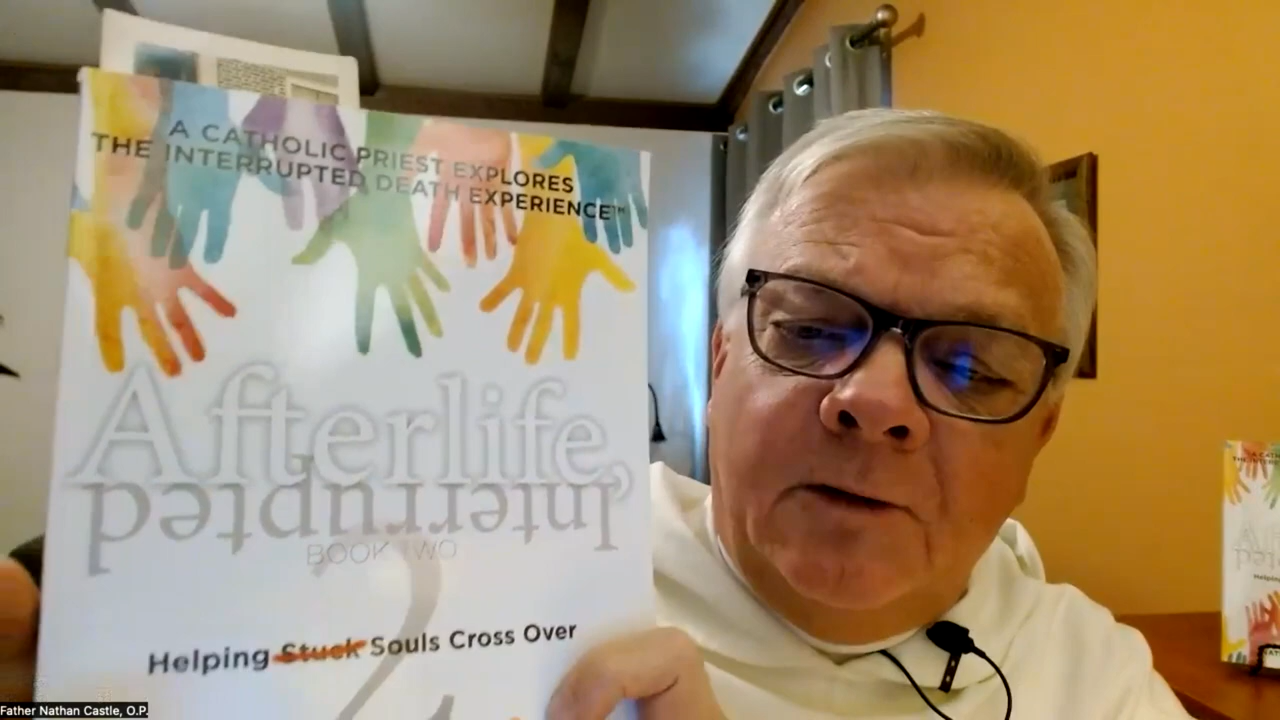 A CATHOLIC PRIEST EXPLORES
THE INTERRUPTED DEATH EXPERIENCE™
Afterlife,
Interrupted
BOOK TWO
2
Helping Stuck Souls Cross Over
Father Nathan Castle, O.P.
Helping